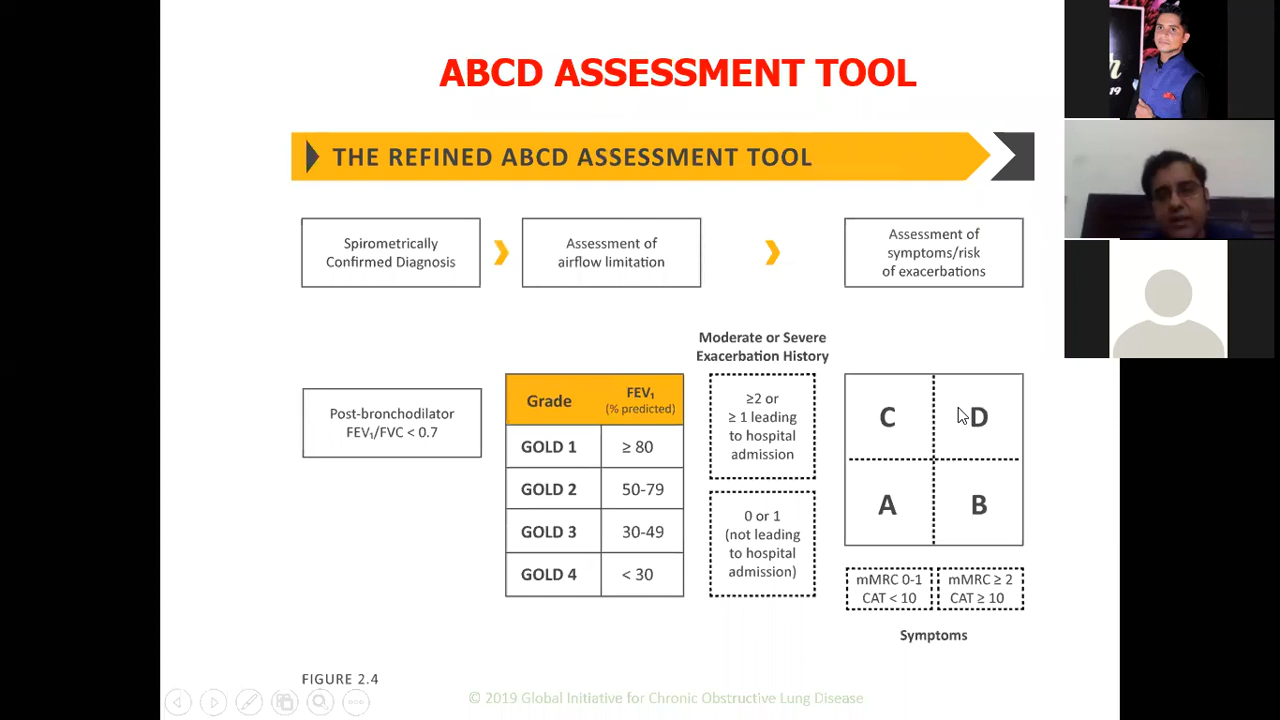 ABCD ASSESSMENT TOOL
THE REFINED ABCD ASSESSMENT TOOL
Spirometrically
Confirmed Diagnosis
Assessment of
airflow limitation
Assessment of
symptoms/risk
of exacerbations
Moderate or Severe
Exacerbation History
Post-bronchodilator
FEV₁/FVC < 0.7
Grade FEV₁
(% predicted)
GOLD 1 ≥ 80
GOLD 2 50-79
GOLD 3 30-49
GOLD 4 < 30
≥2 or
≥ 1 leading
to hospital
admission
0 or 1
(not leading
to hospital
admission)
C D
A B
mMRC 0-1
CAT < 10
mMRC ≥ 2
CAT ≥ 10
Symptoms
FIGURE 2.4
© 2019 Global Initiative for Chronic Obstructive Lung Disease
19